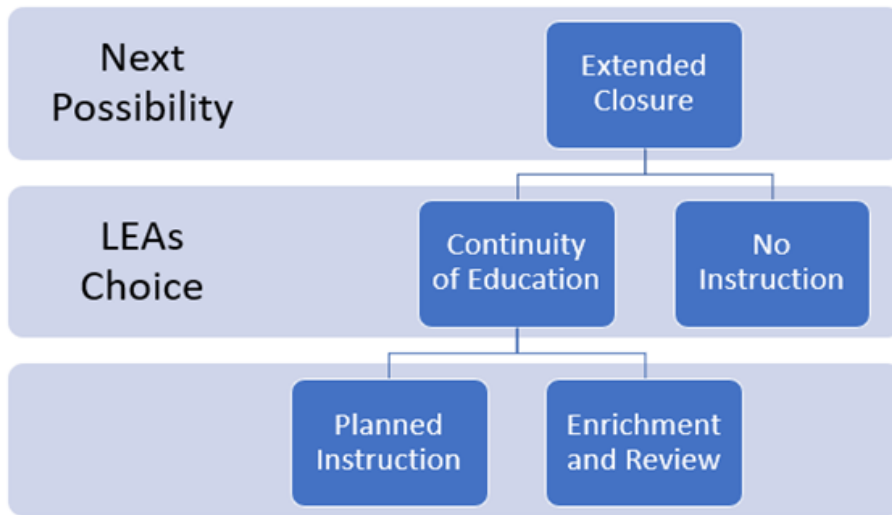 Next
Possibility
Extended
Closure
LEAs
Choice
Continuity
of Education
No
Instruction
Planned
Instruction
Enrichment
and Review